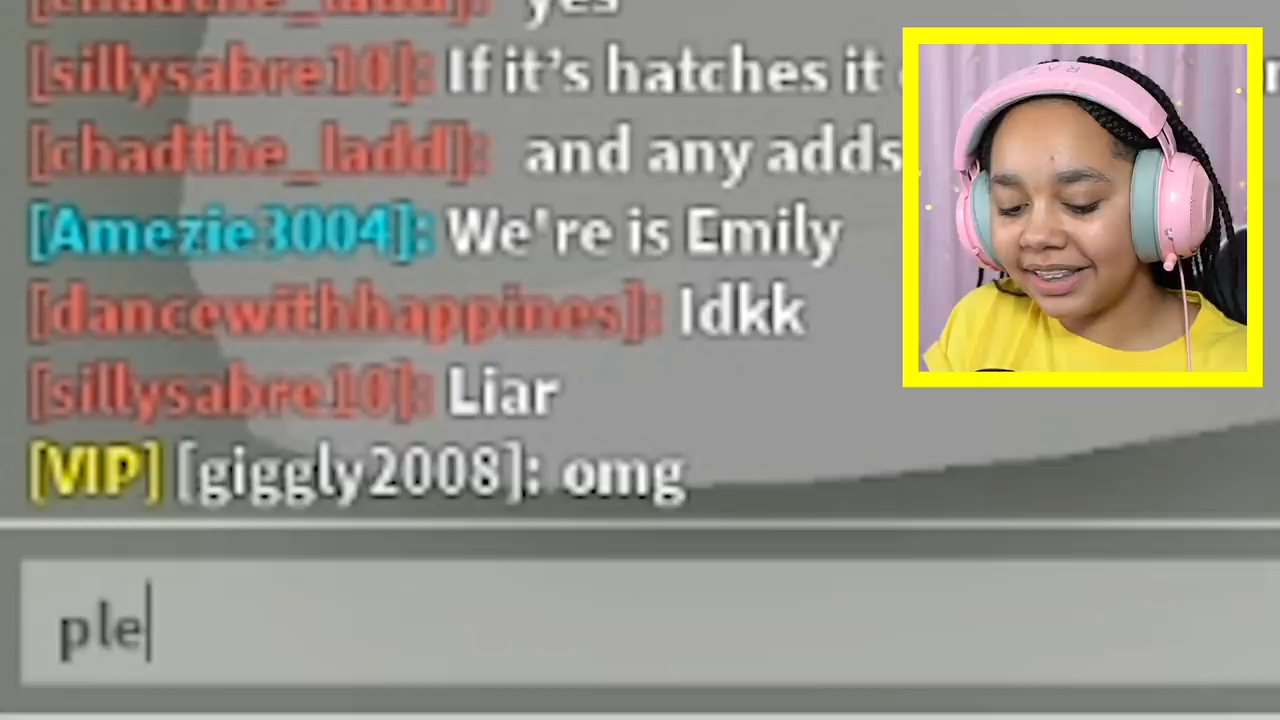 [chadthe_ladd]: yes
[sillysabre10]: If it's hatches it
[chadthe_ladd]: and any adds
[Amezie3004]: We're is Emily
[dancewithhappines]: Idkk
[sillysabre10]: Liar
[VIP] [giggly2008]: omg
ple